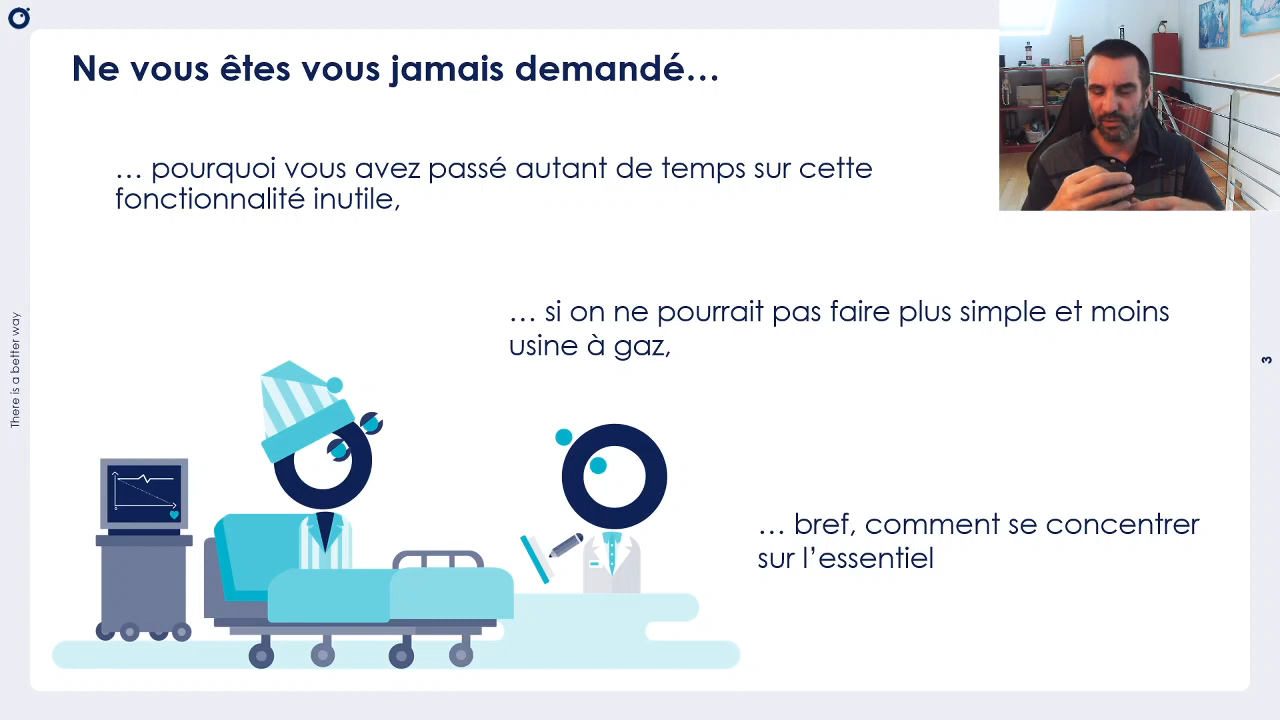 Ne vous êtes vous jamais demandé…
… pourquoi vous avez passé autant de temps sur cette
fonctionnalité inutile,
… si on ne pourrait pas faire plus simple et moins
usine à gaz,
… bref, comment se concentrer
sur l’essentiel
There is a better way
3